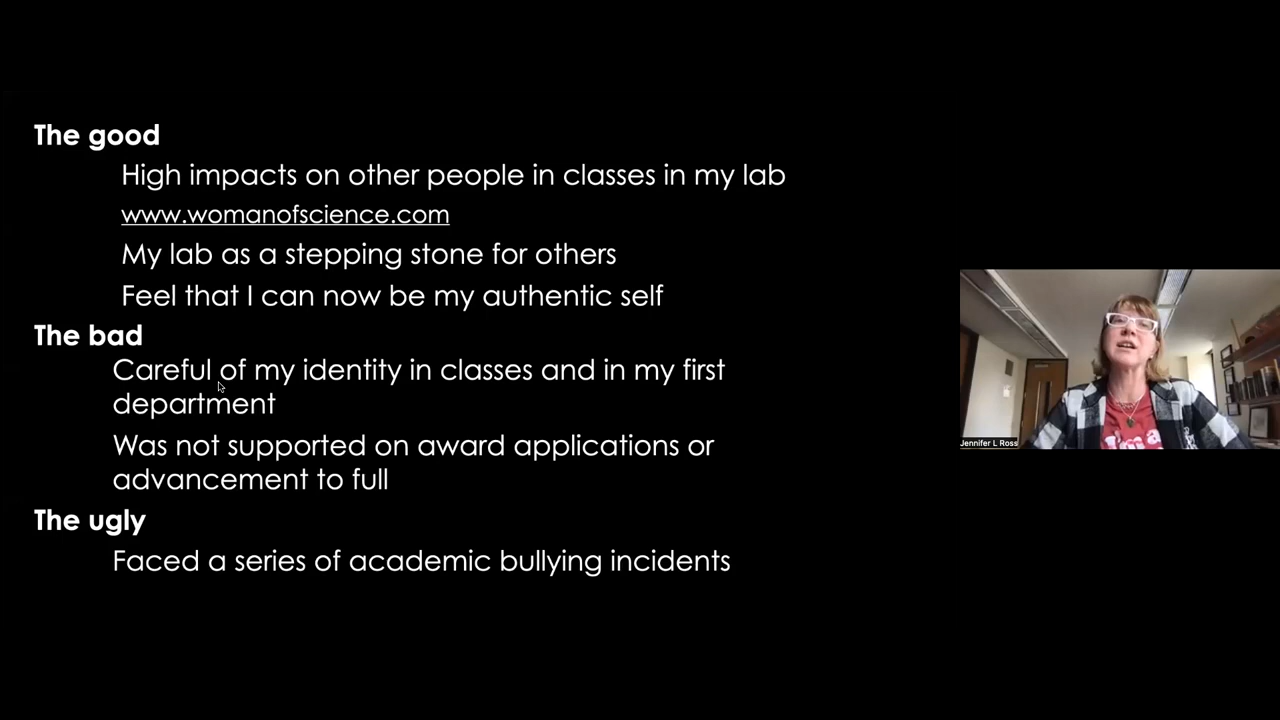 The good
High impacts on other people in classes in my lab
www.womanofscience.com
My lab as a stepping stone for others
Feel that I can now be my authentic self
The bad
Careful of my identity in classes and in my first
department
Was not supported on award applications or
advancement to full
The ugly
Faced a series of academic bullying incidents
Jennifer L Ross